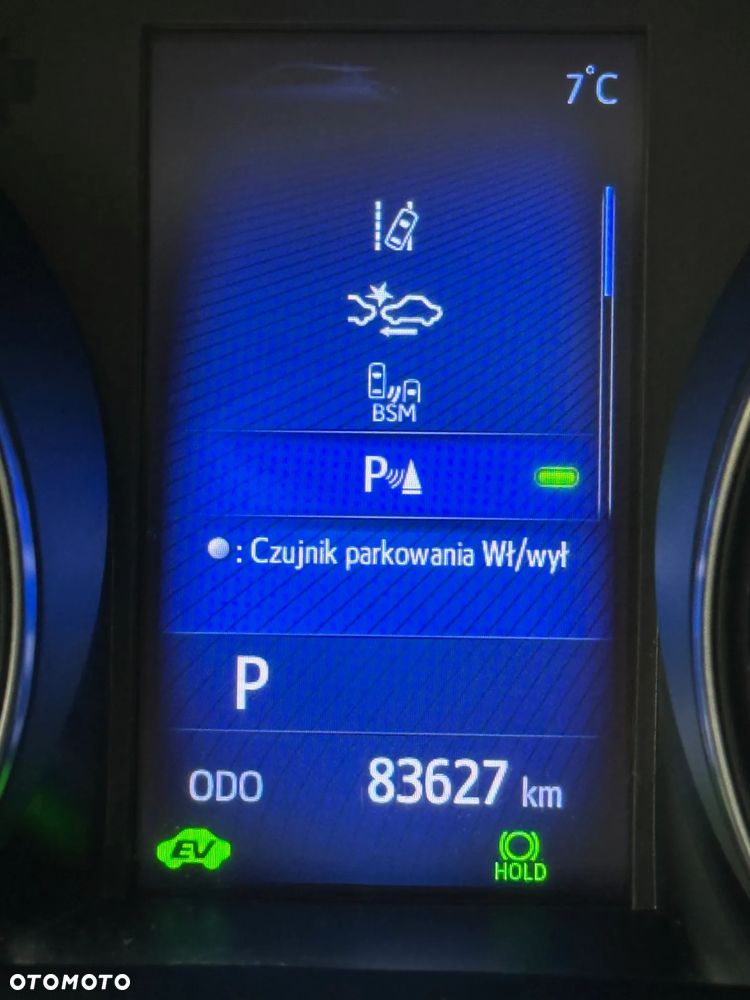 7°C
BSM
P
: Czujnik parkowania Wł/wył
P
ODO 83627 km
EV
HOLD
OTOMOTO